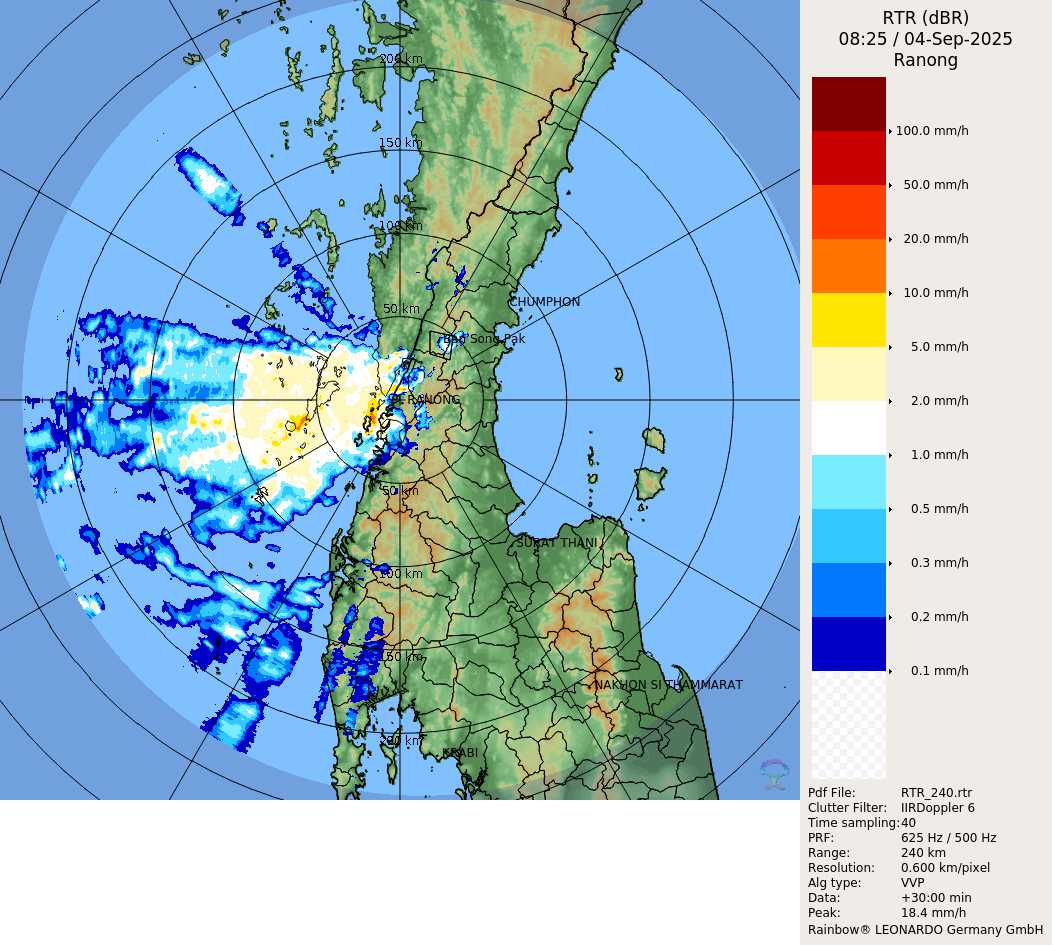 RTR (dBR)
08:25 / 04-Sep-2025
Ranong
200 km
150 km
100 km
50 km
CHUMPHON
RANONG
50 km
SURAT THANI
100 km
150 km
NAKHON SI THAMMARAT
200 km
KRABI
100.0 mm/h
50.0 mm/h
20.0 mm/h
10.0 mm/h
5.0 mm/h
2.0 mm/h
1.0 mm/h
0.5 mm/h
0.3 mm/h
0.2 mm/h
0.1 mm/h
Pdf File: RTR_240.rtr
Clutter Filter: IIRDoppler 6
Time sampling: 40
PRF: 625 Hz / 500 Hz
Range: 240 km
Resolution: 0.600 km/pixel
Alg type: VVP
Data: +30:00 min
Peak: 18.4 mm/h
Rainbow® LEONARDO Germany GmbH